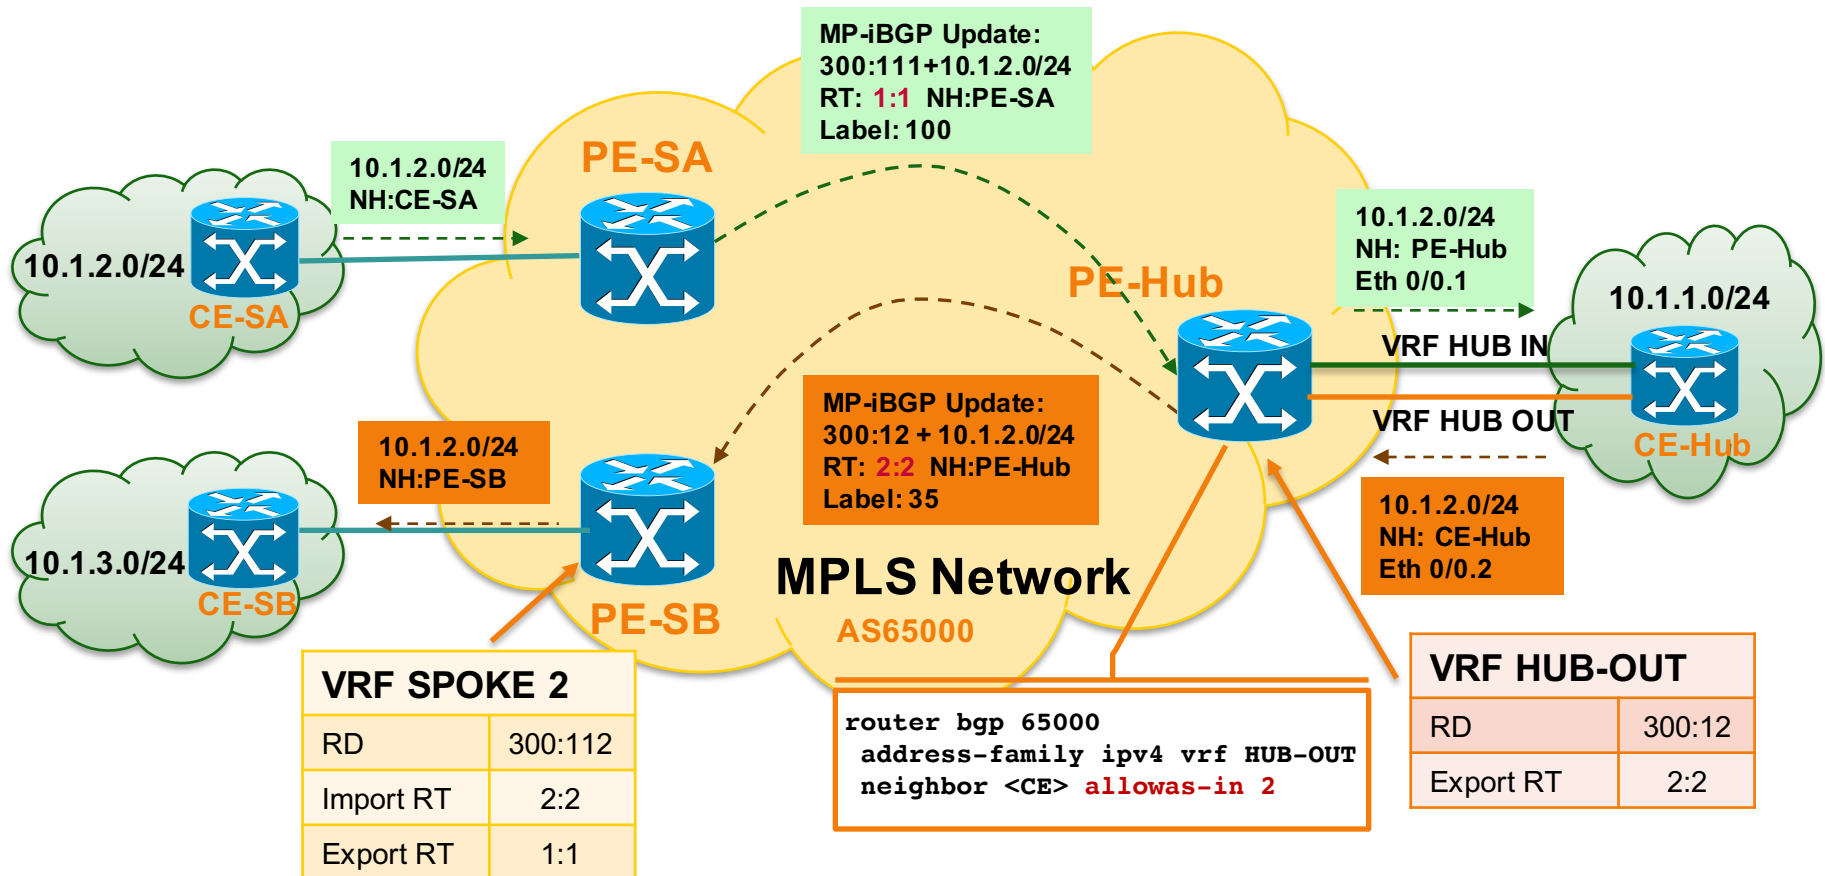 MP-iBGP Update:
300:111+10.1.2.0/24
RT: 1:1 NH:PE-SA
Label: 100
PE-SA
10.1.2.0/24
NH:CE-SA
10.1.2.0/24
CE-SA
10.1.2.0/24
NH: PE-Hub
Eth 0/0.1
PE-Hub
10.1.1.0/24
VRF HUB IN
VRF HUB OUT
CE-Hub
MP-iBGP Update:
300:12 + 10.1.2.0/24
RT: 2:2 NH:PE-Hub
Label: 35
10.1.2.0/24
NH:PE-SB
10.1.2.0/24
NH: CE-Hub
Eth 0/0.2
10.1.3.0/24
CE-SB
PE-SB
MPLS Network
AS65000
VRF SPOKE 2
RD 300:112
Import RT 2:2
Export RT 1:1
router bgp 65000
address-family ipv4 vrf HUB-OUT
neighbor <CE> allowas-in 2
VRF HUB-OUT
RD 300:12
Export RT 2:2